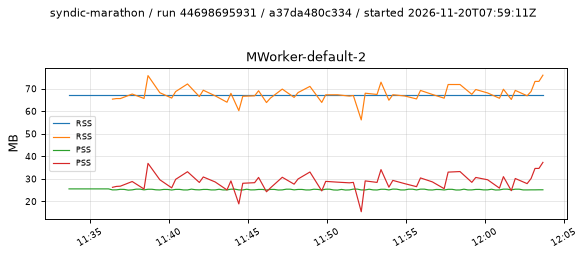 syndic-marathon / run 44698695931 / a37da480c334 / started 2026-11-20T07:59:11Z
MWorker-default-2
MB
70
60
50
40
30
20
RSS
RSS
PSS
PSS
11:35
11:40
11:45
11:50
11:55
12:00
12:05